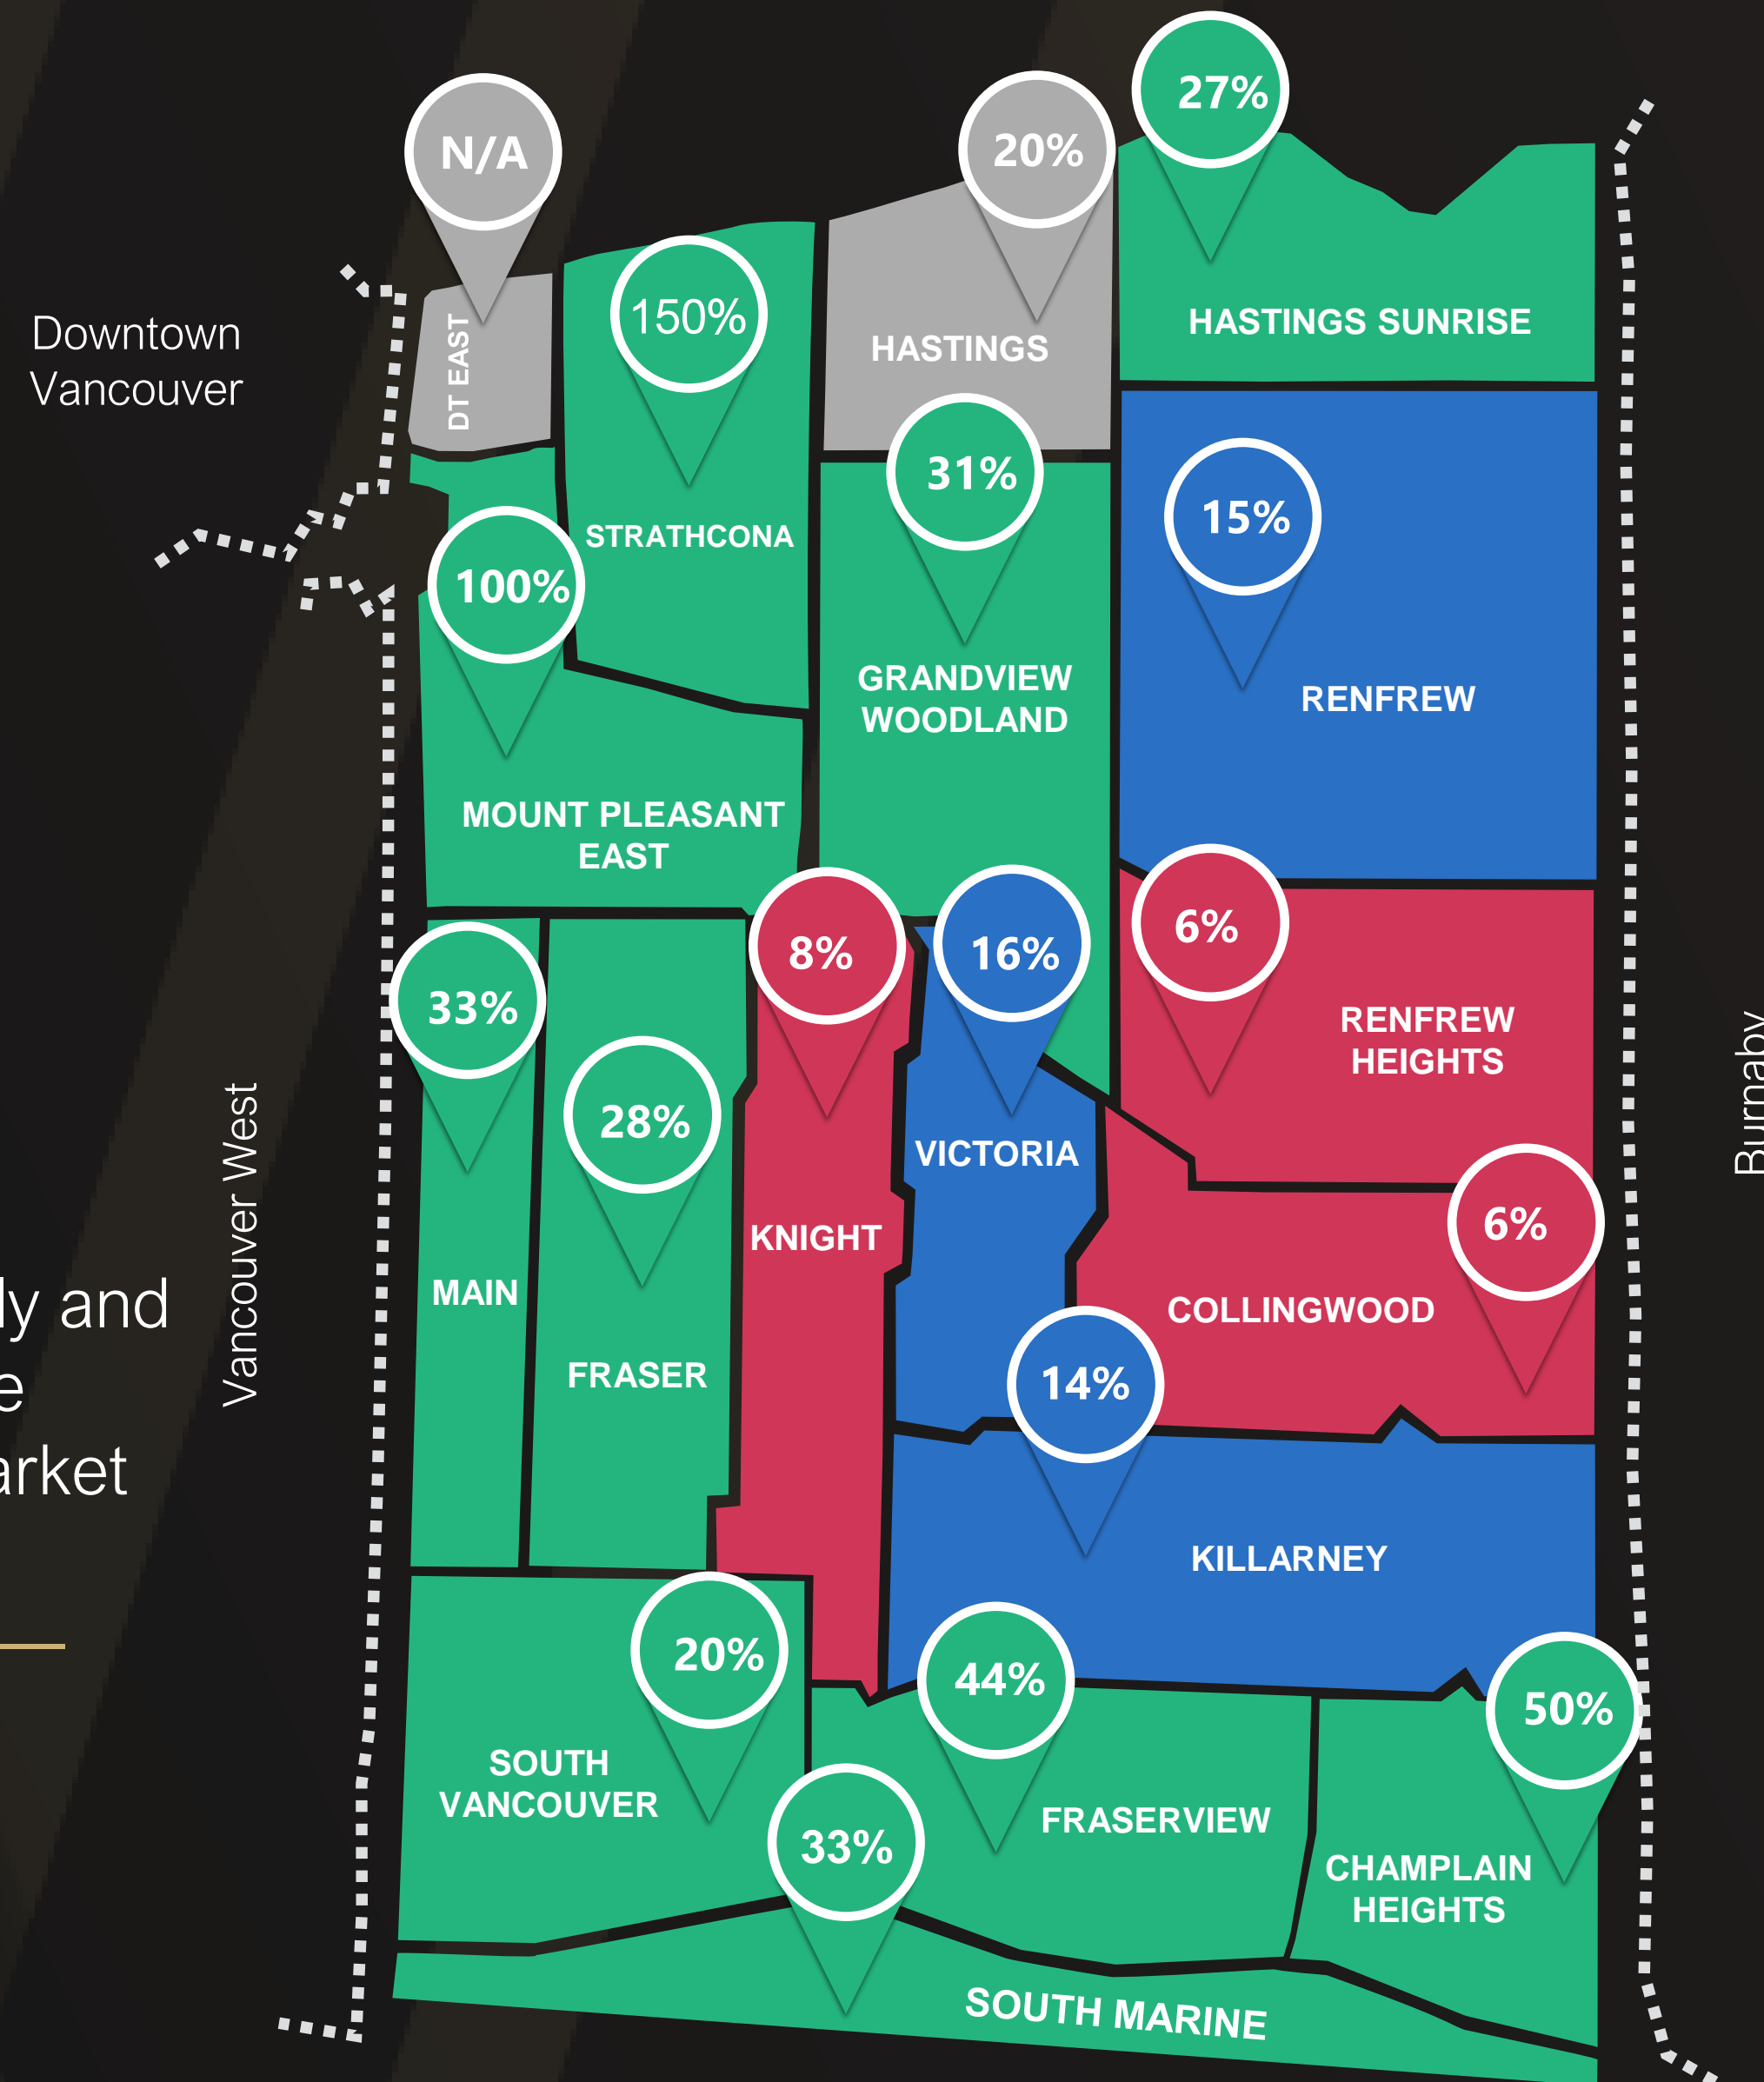 27%
N/A
20%
150%
Downtown
Vancouver
DT EAST
HASTINGS
HASTINGS SUNRISE
31%
15%
STRATHCONA
100%
GRANDVIEW
WOODLAND
RENFREW
MOUNT PLEASANT
EAST
8%
16%
6%
33%
RENFREW
HEIGHTS
28%
Vancouver West
Burnaby
VICTORIA
KNIGHT
6%
MAIN
COLLINGWOOD
ly and
FRASER
14%
e
arket
KILLARNEY
20%
44%
50%
SOUTH
VANCOUVER
FRASERVIEW
33%
CHAMPLAIN
HEIGHTS
SOUTH MARINE